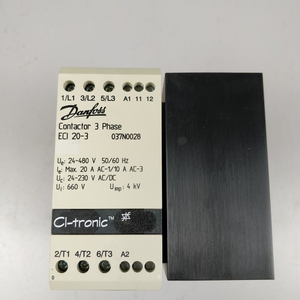 1/L1 3/L2 5/L3 A1 11 12
Danfoss
Contactor 3 Phase
ECI 20-3 037N0028
Ue: 24-480 V 50/60 Hz
Ie: Max. 20 A AC-1/10 A AC-3
Uc: 24-230 V AC/DC
Ui: 660 V Uimp: 4 kV
CI-tronic™
2/T1 4/T2 6/T3 A2